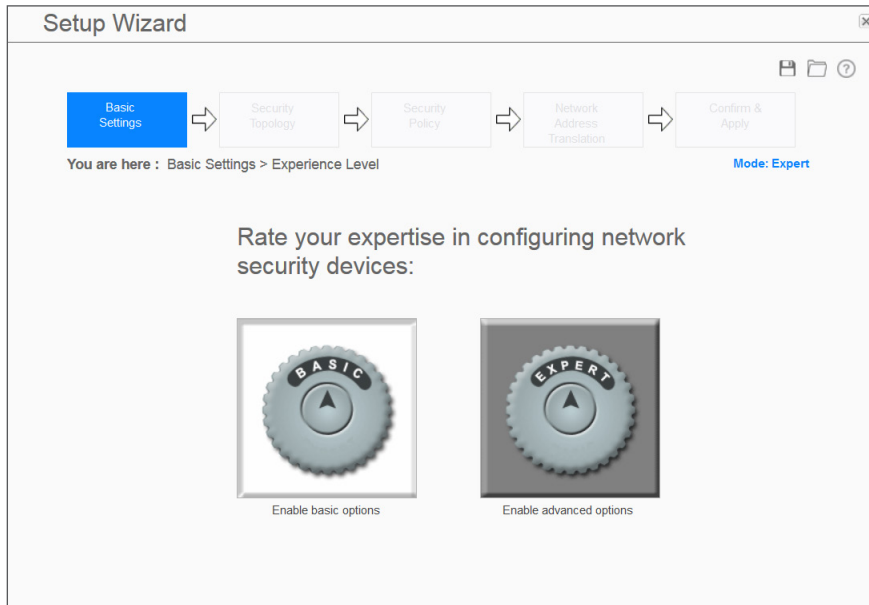 Setup Wizard
Basic
Settings
Security
Topology
Security
Policy
Network
Address
Translation
Confirm &
Apply
You are here : Basic Settings > Experience Level
Mode: Expert
Rate your expertise in configuring network
security devices:
BASIC
EXPERT
Enable basic options
Enable advanced options